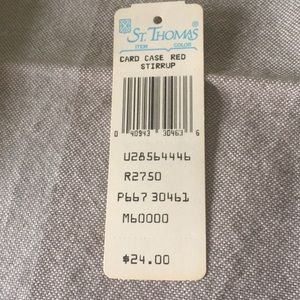 ST. THOMAS
ITEM COLOR
CARD CASE RED
STIRRUP
0 40943 30463 6
U28564446
R2750
P667 30461
M60000
$24.00